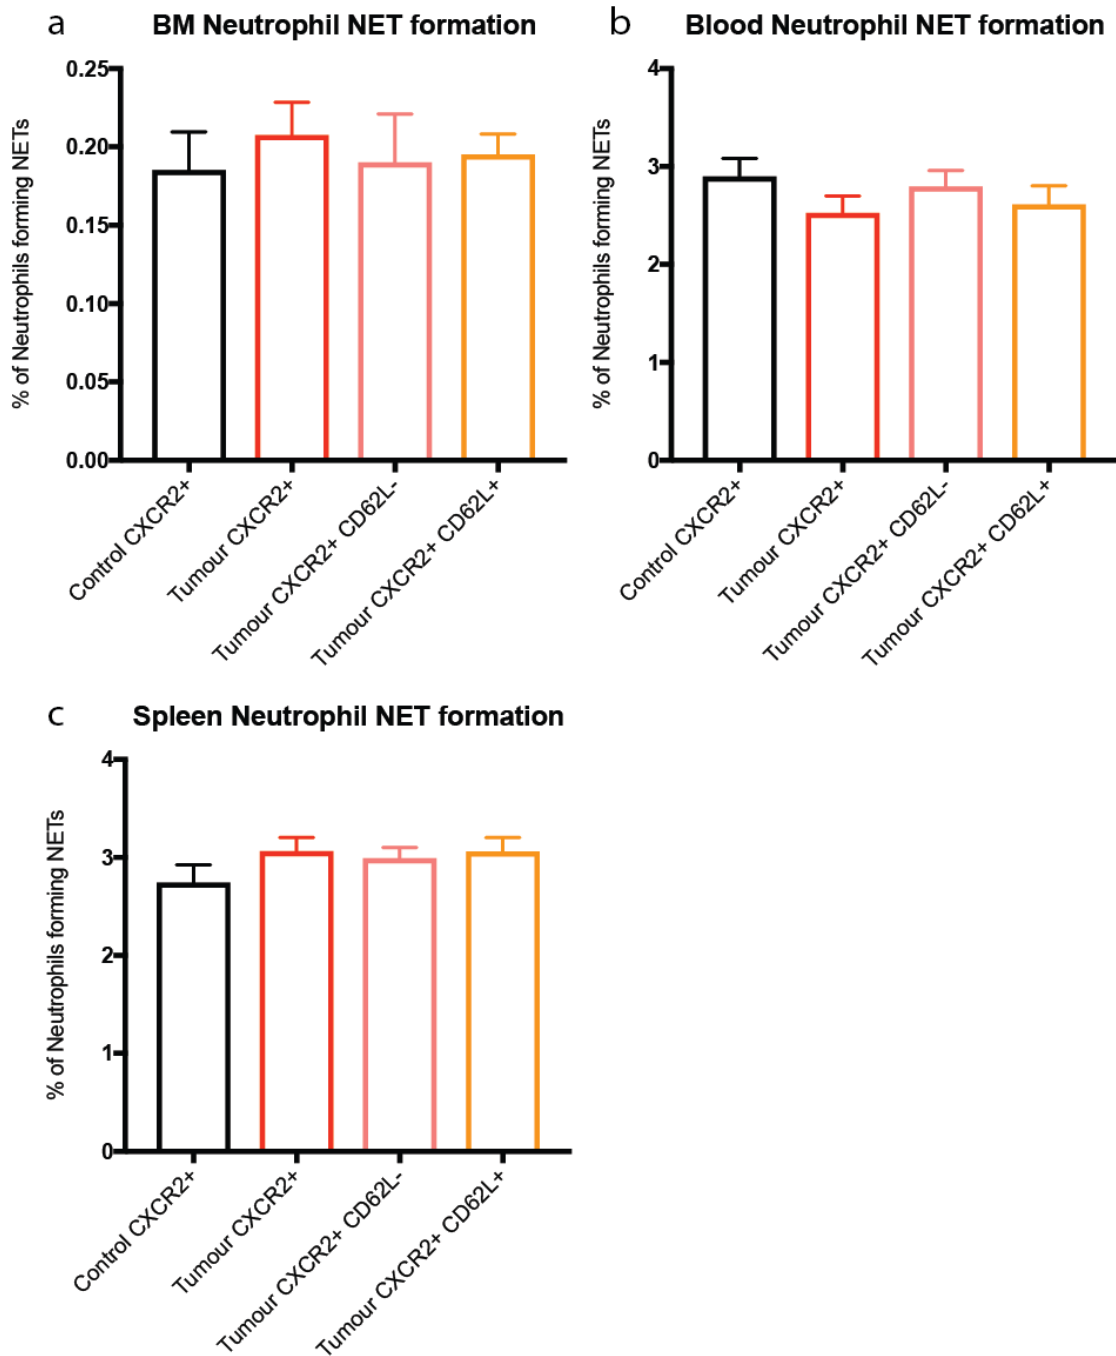 a
BM Neutrophil NET formation
% of Neutrophils forming NETs
0.25
0.20
0.15
0.10
0.05
0.00
Control CXCR2+
Tumour CXCR2+
Tumour CXCR2+ CD62L-
Tumour CXCR2+ CD62L+
b
Blood Neutrophil NET formation
% of Neutrophils forming NETs
4
3
2
1
0
Control CXCR2+
Tumour CXCR2+
Tumour CXCR2+ CD62L-
Tumour CXCR2+ CD62L+
c
Spleen Neutrophil NET formation
% of Neutrophils forming NETs
4
3
2
1
0
Control CXCR2+
Tumour CXCR2+
Tumour CXCR2+ CD62L-
Tumour CXCR2+ CD62L+